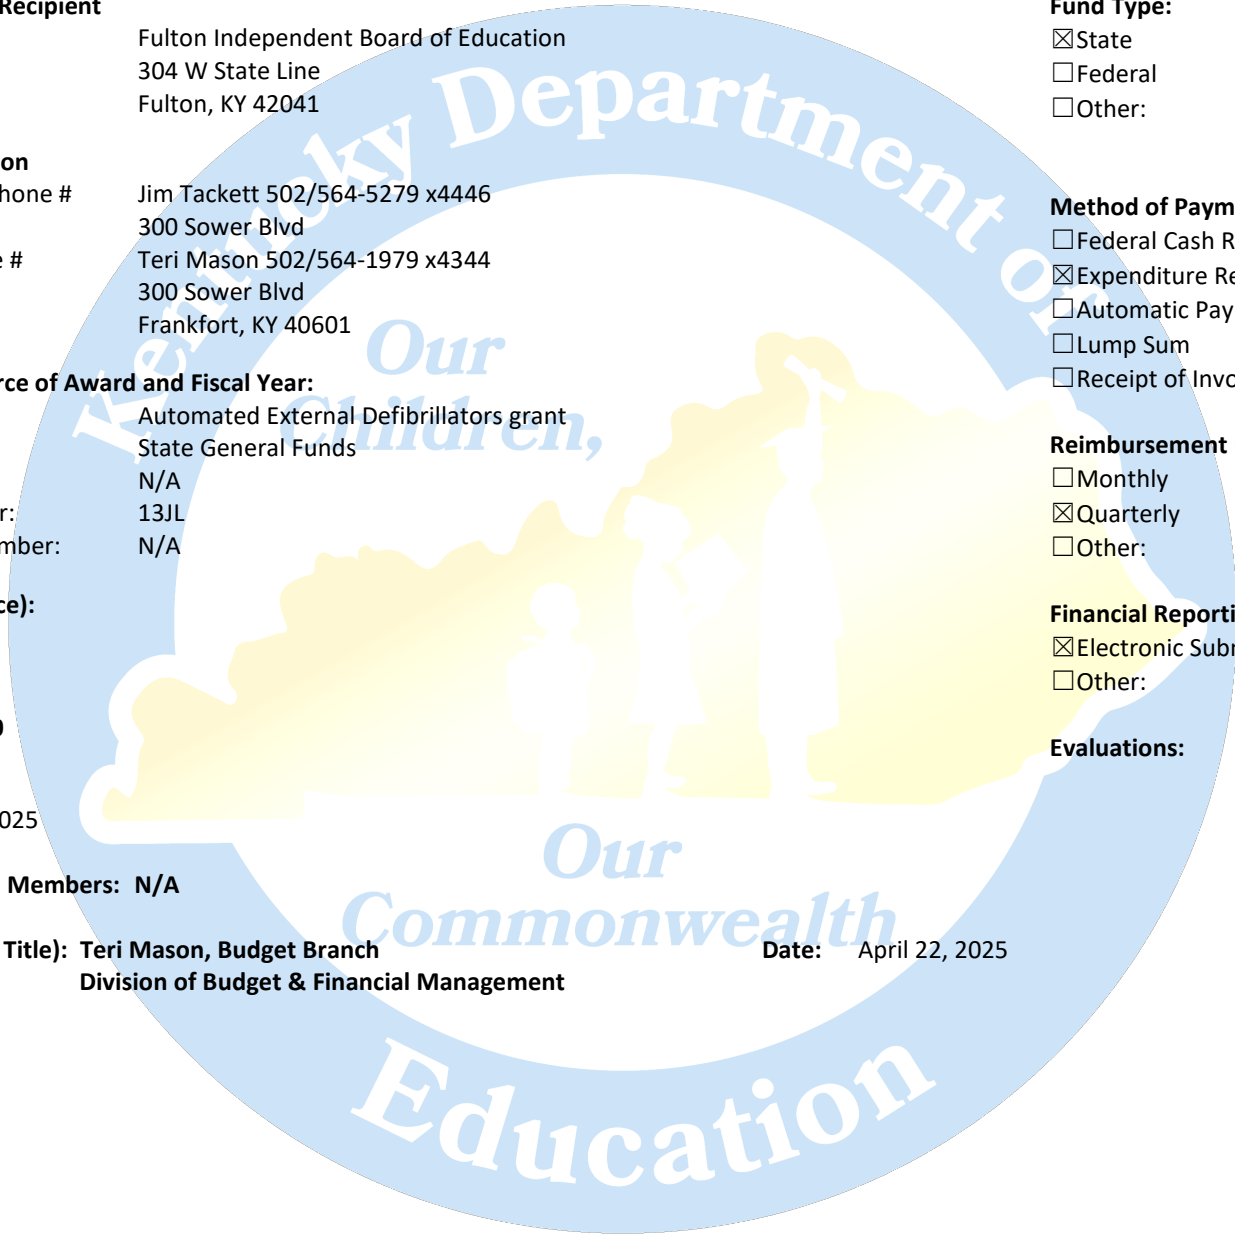 Recipient
Fulton Independent Board of Education
304 W State Line
Fulton, KY 42041
on
hone # Jim Tackett 502/564-5279 x4446
300 Sower Blvd
e # Teri Mason 502/564-1979 x4344
300 Sower Blvd
Frankfort, KY 40601
rce of Award and Fiscal Year:
Automated External Defibrillators grant
State General Funds
N/A
r: 13JL
mber: N/A
ce):
025
Members: N/A
Title): Teri Mason, Budget Branch
Division of Budget & Financial Management
Date: April 22, 2025
Fund Type:
☒State
☐Federal
☐Other:
Method of Paym
☐Federal Cash R
☒Expenditure Re
☐Automatic Pay
☐Lump Sum
☐Receipt of Invo
Reimbursement
☐Monthly
☒Quarterly
☐Other:
Financial Reporti
☒Electronic Subr
☐Other:
Evaluations:
Kentucky Department of
Education
Our
Children,
Our
Commonwealth